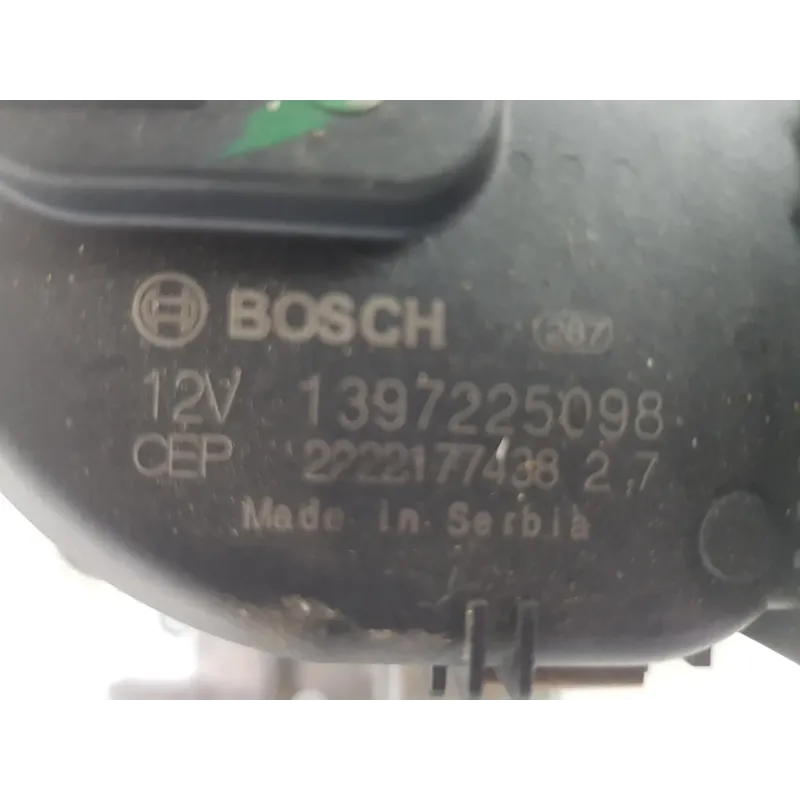 BOSCH 287
12V 1397225098
CEP 2222177438 2.7
Made in Serbia